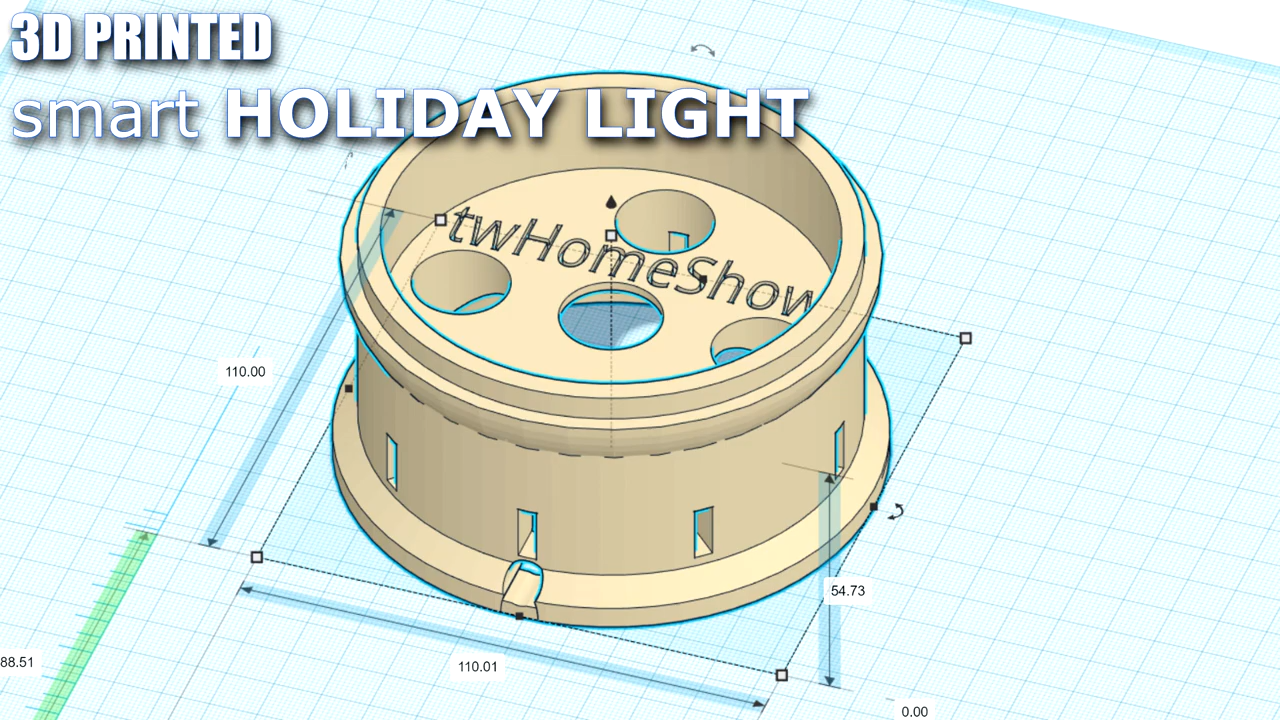 3D PRINTED
smart HOLIDAY LIGHT
twHomeShow
110.00
54.73
88.51
110.01
0.00